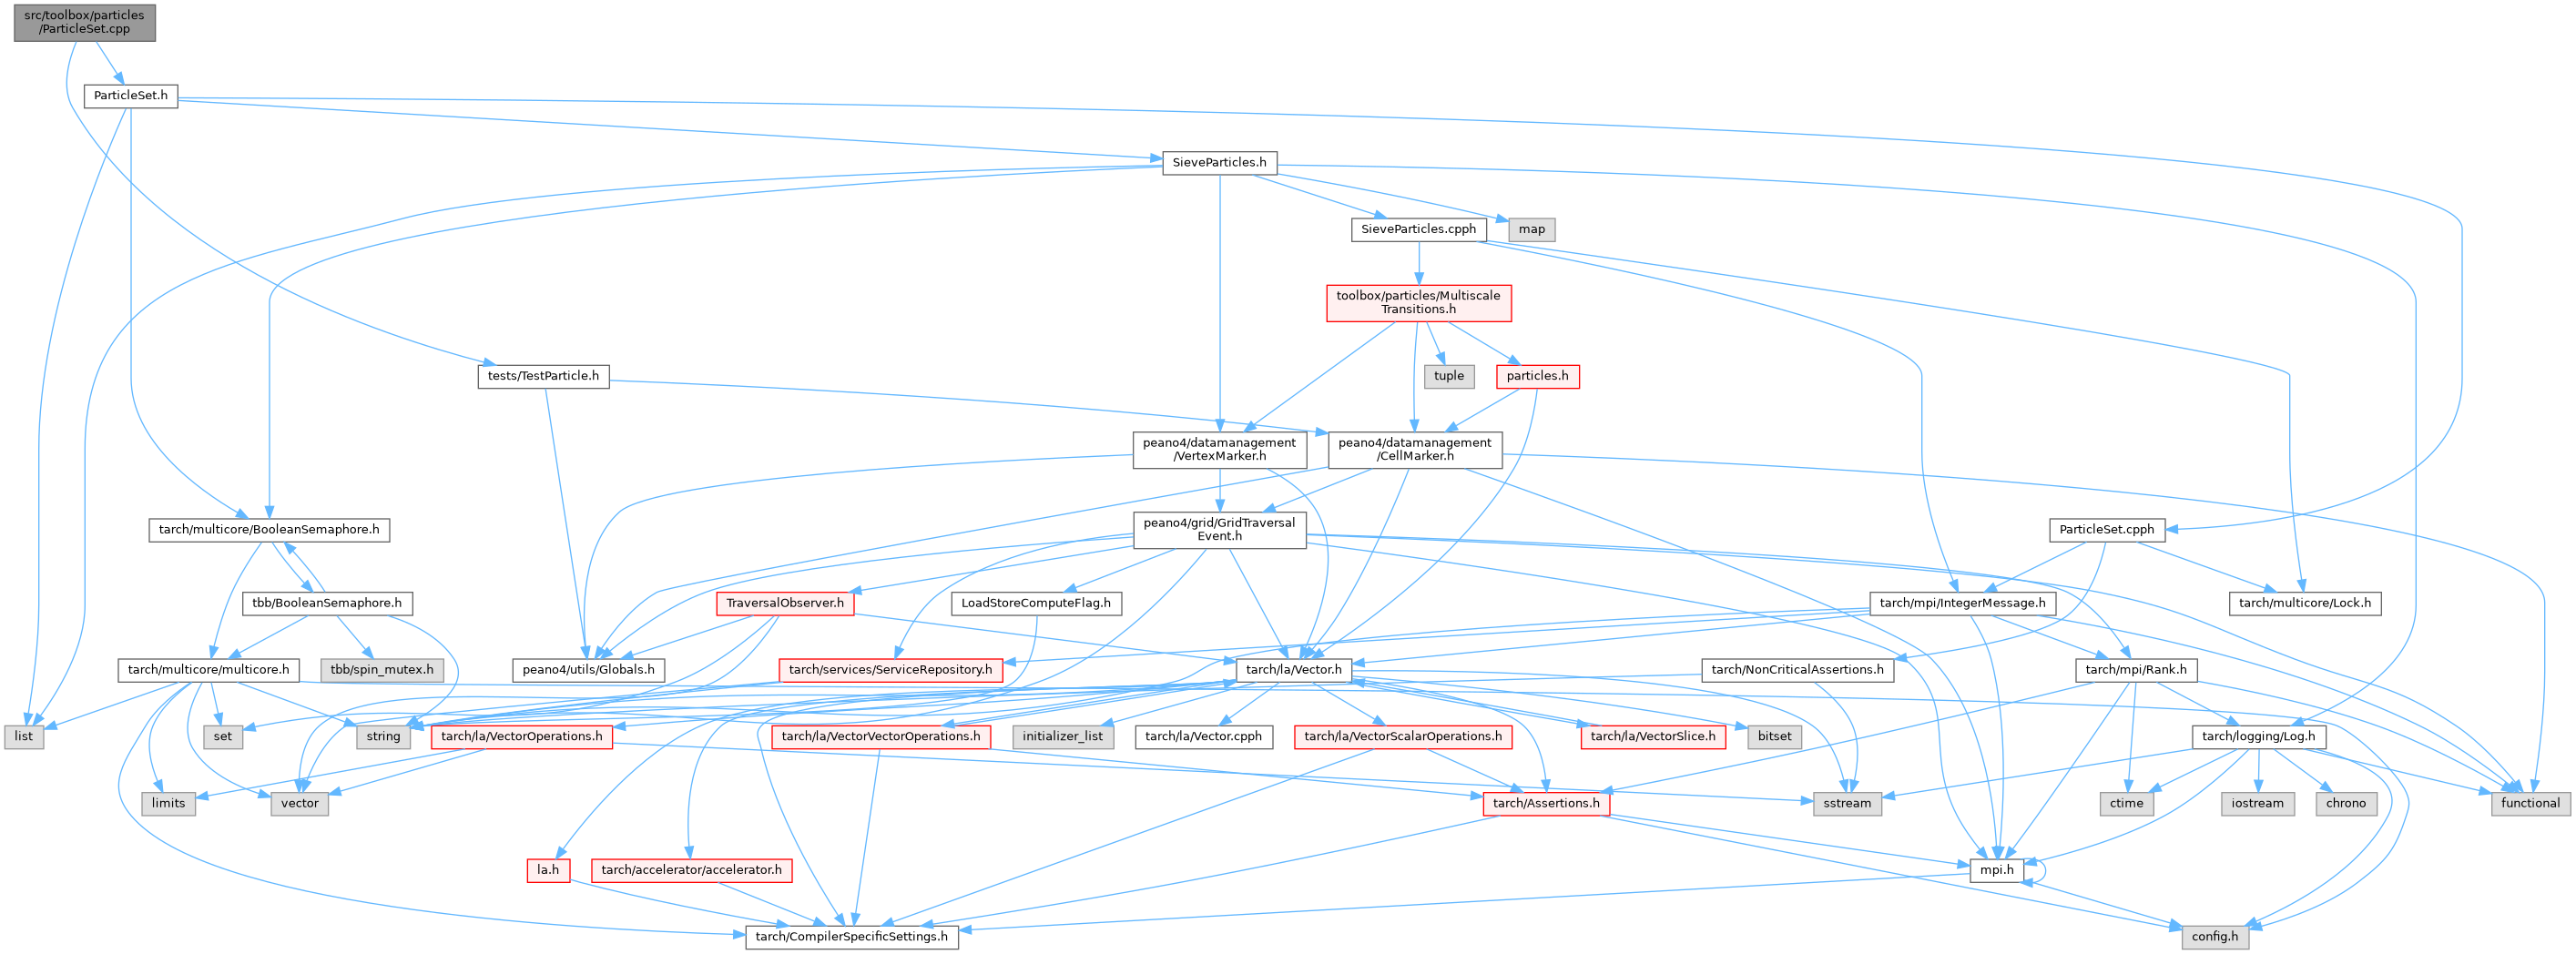 src/toolbox/particles
/ParticleSet.cpp
ParticleSet.h
SieveParticles.h
SieveParticles.cpph
map
toolbox/particles/Multiscale
Transitions.h
tests/TestParticle.h
tuple
particles.h
peano4/datamanagement
/VertexMarker.h
peano4/datamanagement
/CellMarker.h
tarch/multicore/BooleanSemaphore.h
peano4/grid/GridTraversal
Event.h
ParticleSet.cpph
tbb/BooleanSemaphore.h
TraversalObserver.h
LoadStoreComputeFlag.h
tarch/mpi/IntegerMessage.h
tarch/multicore/Lock.h
tarch/multicore/multicore.h
tbb/spin_mutex.h
peano4/utils/Globals.h
tarch/services/ServiceRepository.h
tarch/la/Vector.h
tarch/NonCriticalAssertions.h
tarch/mpi/Rank.h
list
set
string
tarch/la/VectorOperations.h
tarch/la/VectorVectorOperations.h
initializer_list
tarch/la/Vector.cpph
tarch/la/VectorScalarOperations.h
tarch/la/VectorSlice.h
bitset
tarch/logging/Log.h
limits
vector
tarch/Assertions.h
sstream
ctime
iostream
chrono
functional
la.h
tarch/accelerator/accelerator.h
mpi.h
tarch/CompilerSpecificSettings.h
config.h